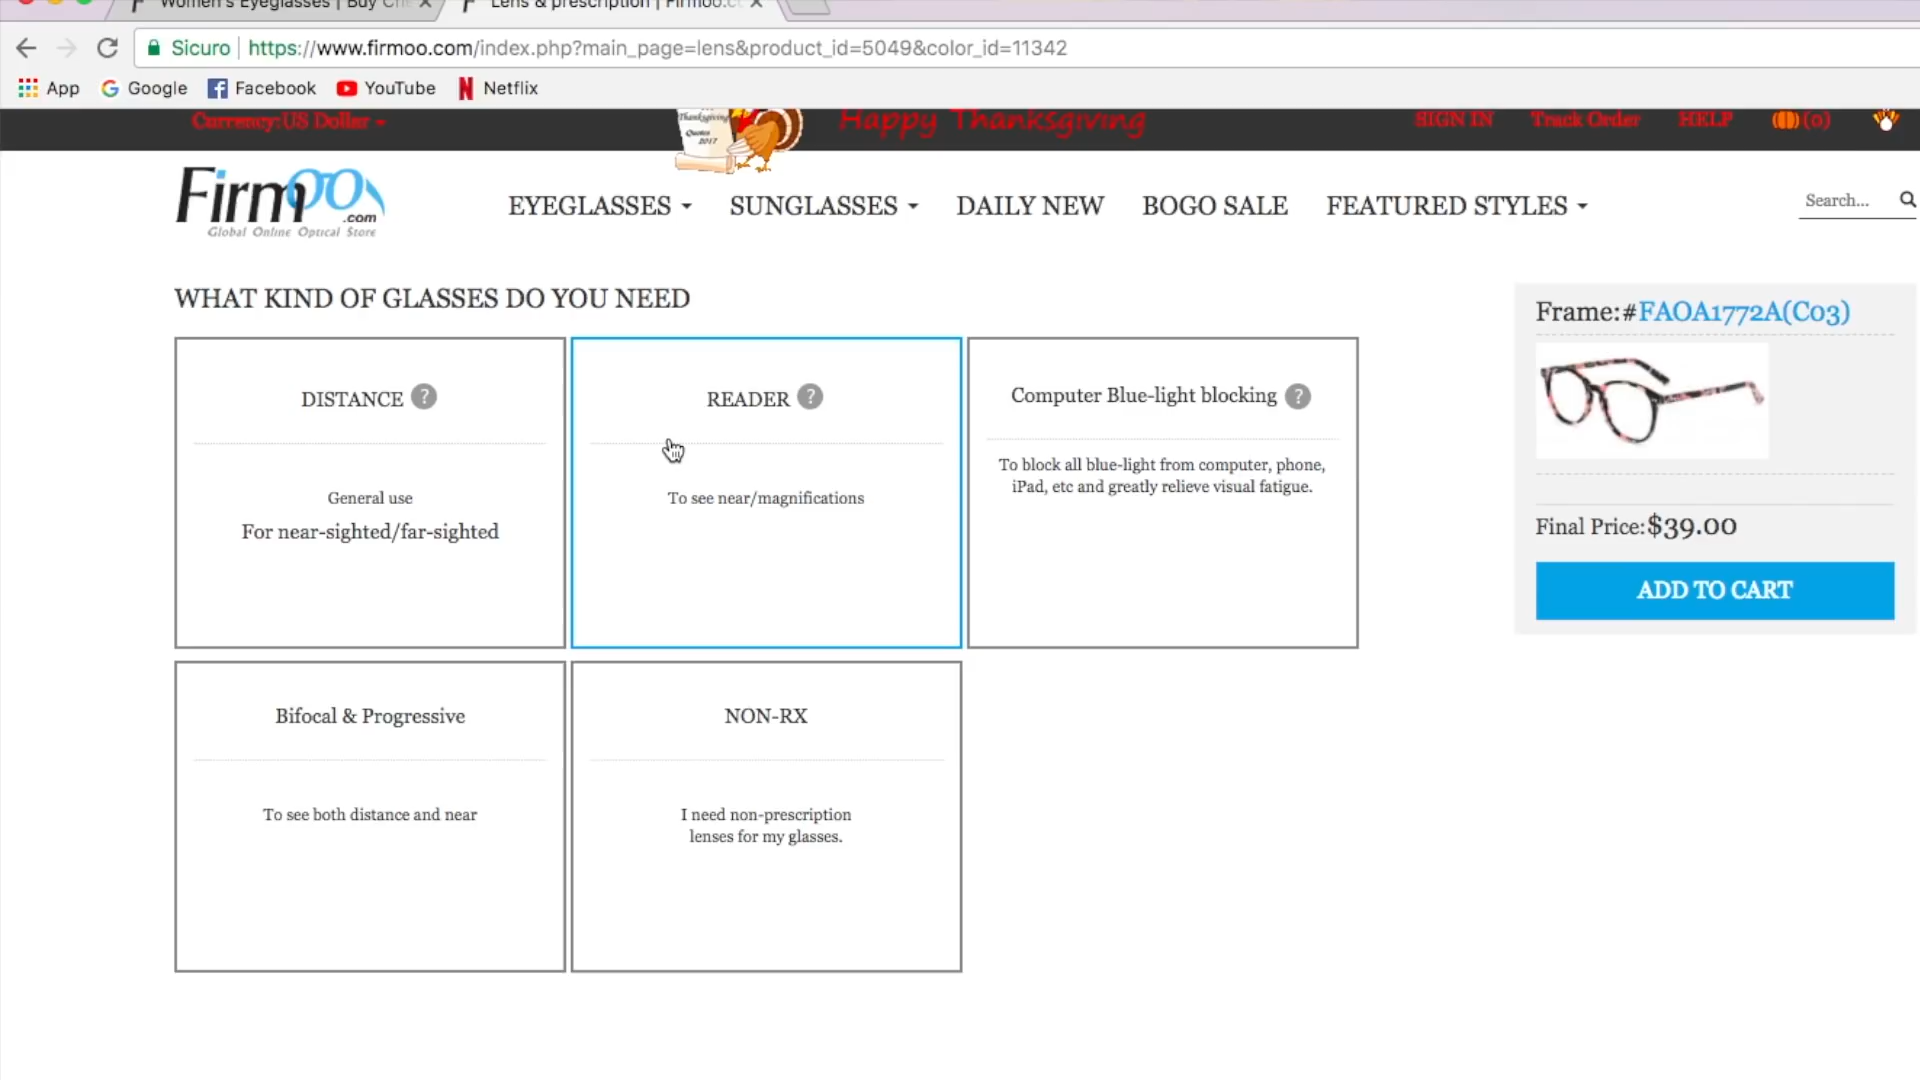 Women's Eyeglasses | Buy Che
Lens & prescription | Firmoo.co
Sicuro
https://www.firmoo.com/index.php?main_page=lens&product_id=5049&color_id=11342
App
Google
Facebook
YouTube
Netflix
Currency:US Dollar
Thanksgiving
Quotes
2017
Happy Thanksgiving
SIGN IN
Track Order
HELP
(0)
Firmoo
.com
Global Online Optical Store
EYEGLASSES
SUNGLASSES
DAILY NEW
BOGO SALE
FEATURED STYLES
Search...
WHAT KIND OF GLASSES DO YOU NEED
DISTANCE ?
General use
For near-sighted/far-sighted
READER ?
To see near/magnifications
Computer Blue-light blocking ?
To block all blue-light from computer, phone,
iPad, etc and greatly relieve visual fatigue.
Bifocal & Progressive
To see both distance and near
NON-RX
I need non-prescription
lenses for my glasses.
Frame:#FAOA1772A(C03)
Final Price:$39.00
ADD TO CART